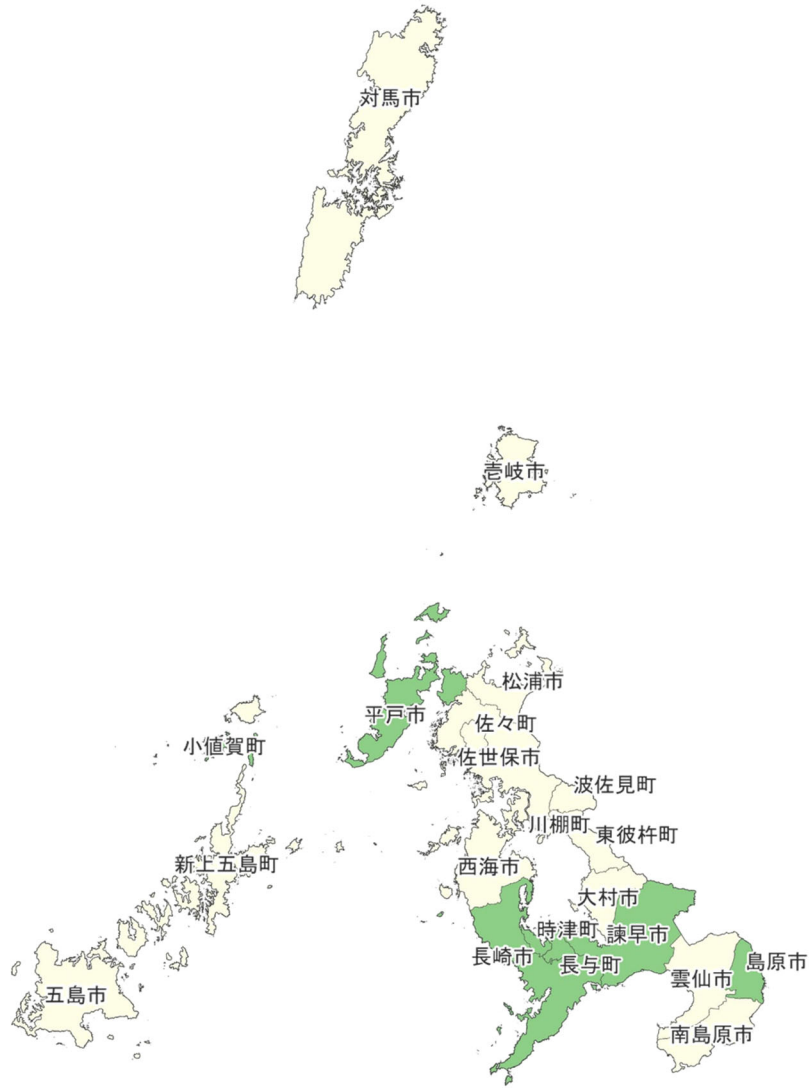 対馬市
壱岐市
松浦市
平戸市
佐々町
小値賀町
佐世保市
波佐見町
川棚町
東彼杵町
新上五島町
西海市
大村市
時津町
諫早市
長崎市
長与町
島原市
雲仙市
五島市
南島原市